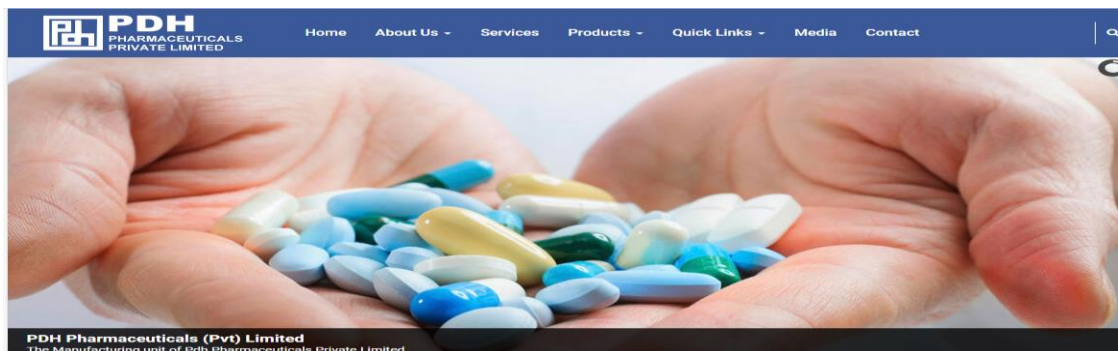 PDH
PHARMACEUTICALS
PRIVATE LIMITED
Home About Us Services Products Quick Links Media Contact
PDH Pharmaceuticals (Pvt) Limited
The Manufacturing unit of Pdh Pharmaceuticals Private Limited